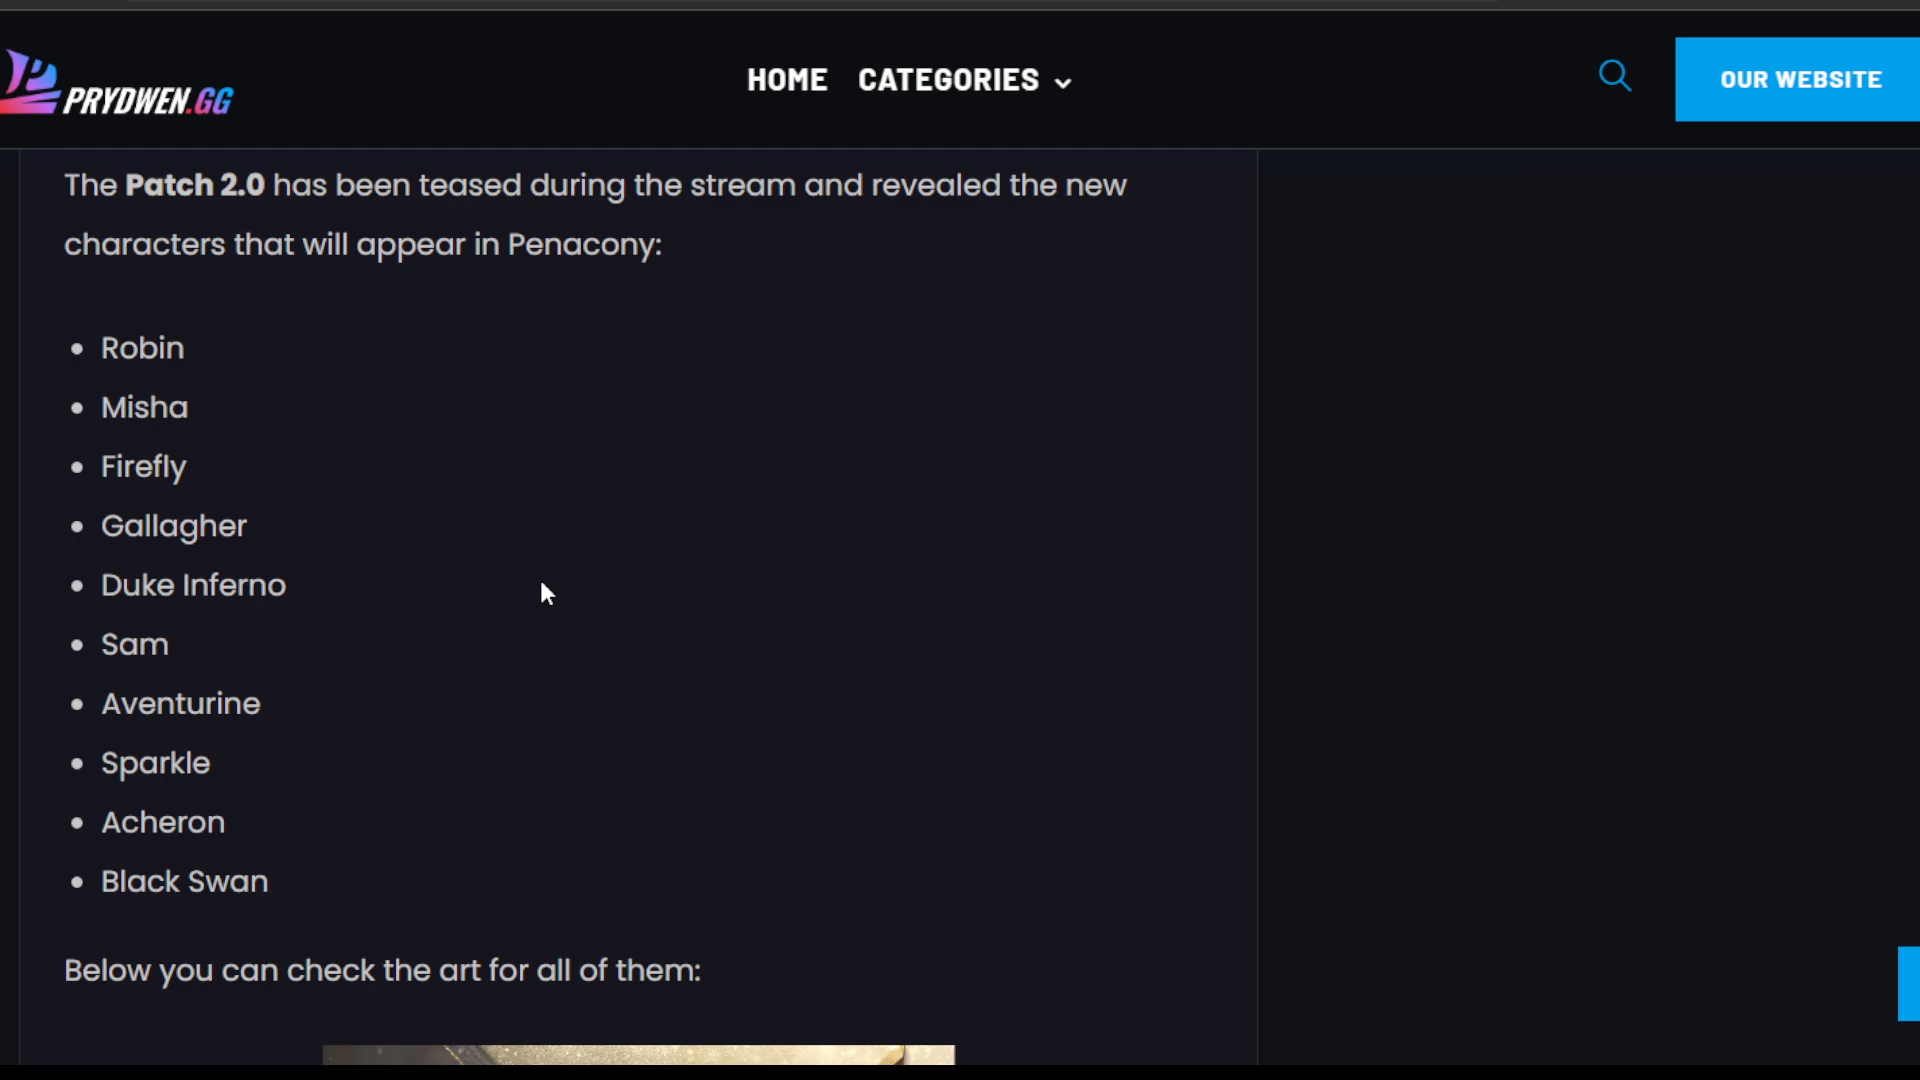 PRYDWEN.GG
HOME CATEGORIES
OUR WEBSITE
The Patch 2.0 has been teased during the stream and revealed the new
characters that will appear in Penacony:
Robin
Misha
Firefly
Gallagher
Duke Inferno
Sam
Aventurine
Sparkle
Acheron
Black Swan
Below you can check the art for all of them: